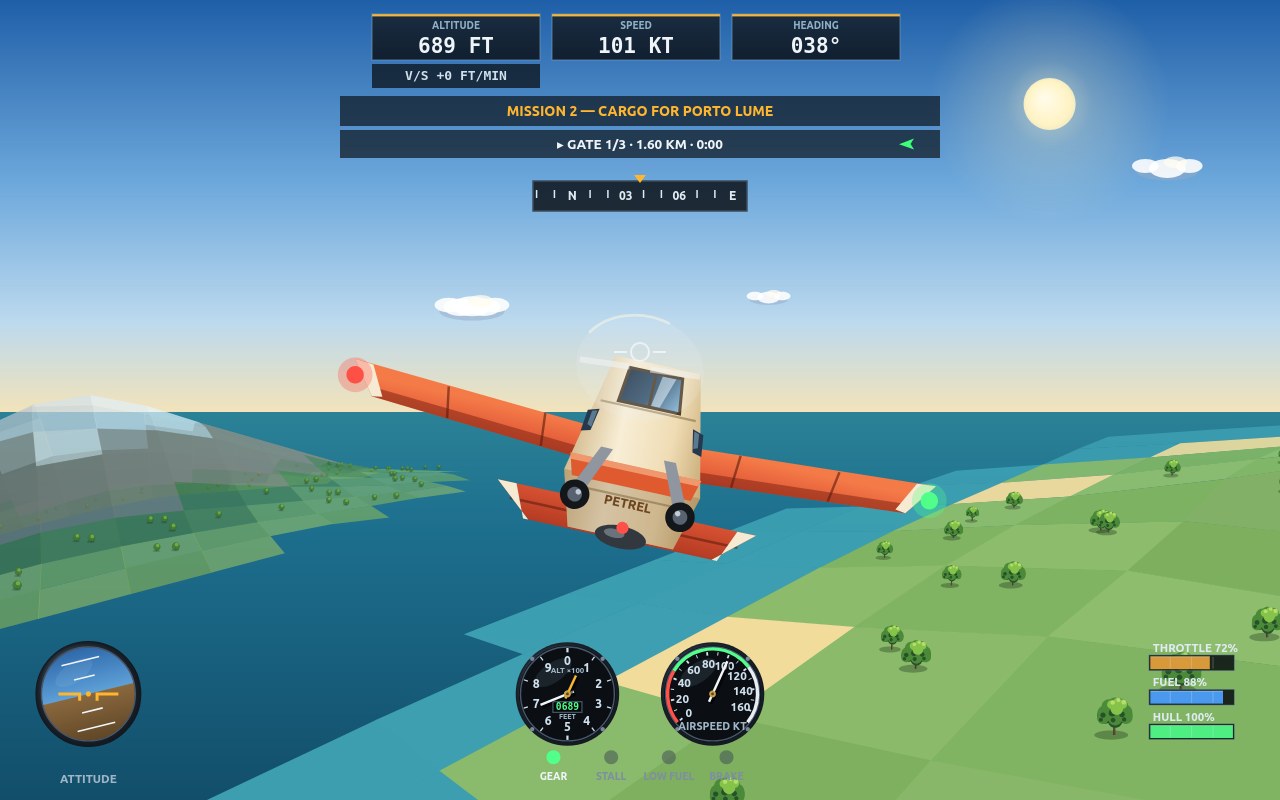 ALTITUDE
689 FT
SPEED
101 KT
HEADING
038°
V/S +0 FT/MIN
MISSION 2 — CARGO FOR PORTO LUME
▸ GATE 1/3 · 1.60 KM · 0:00
N 03 06 E
PETREL
ATTITUDE
0 1 2 3 4 5 6 7 8 9
ALT ×100
0689
FEET
0 20 40 60 80 100 120 140 160
AIRSPEED KT
GEAR
STALL
LOW FUEL
BRAKE
THROTTLE 72%
FUEL 88%
HULL 100%